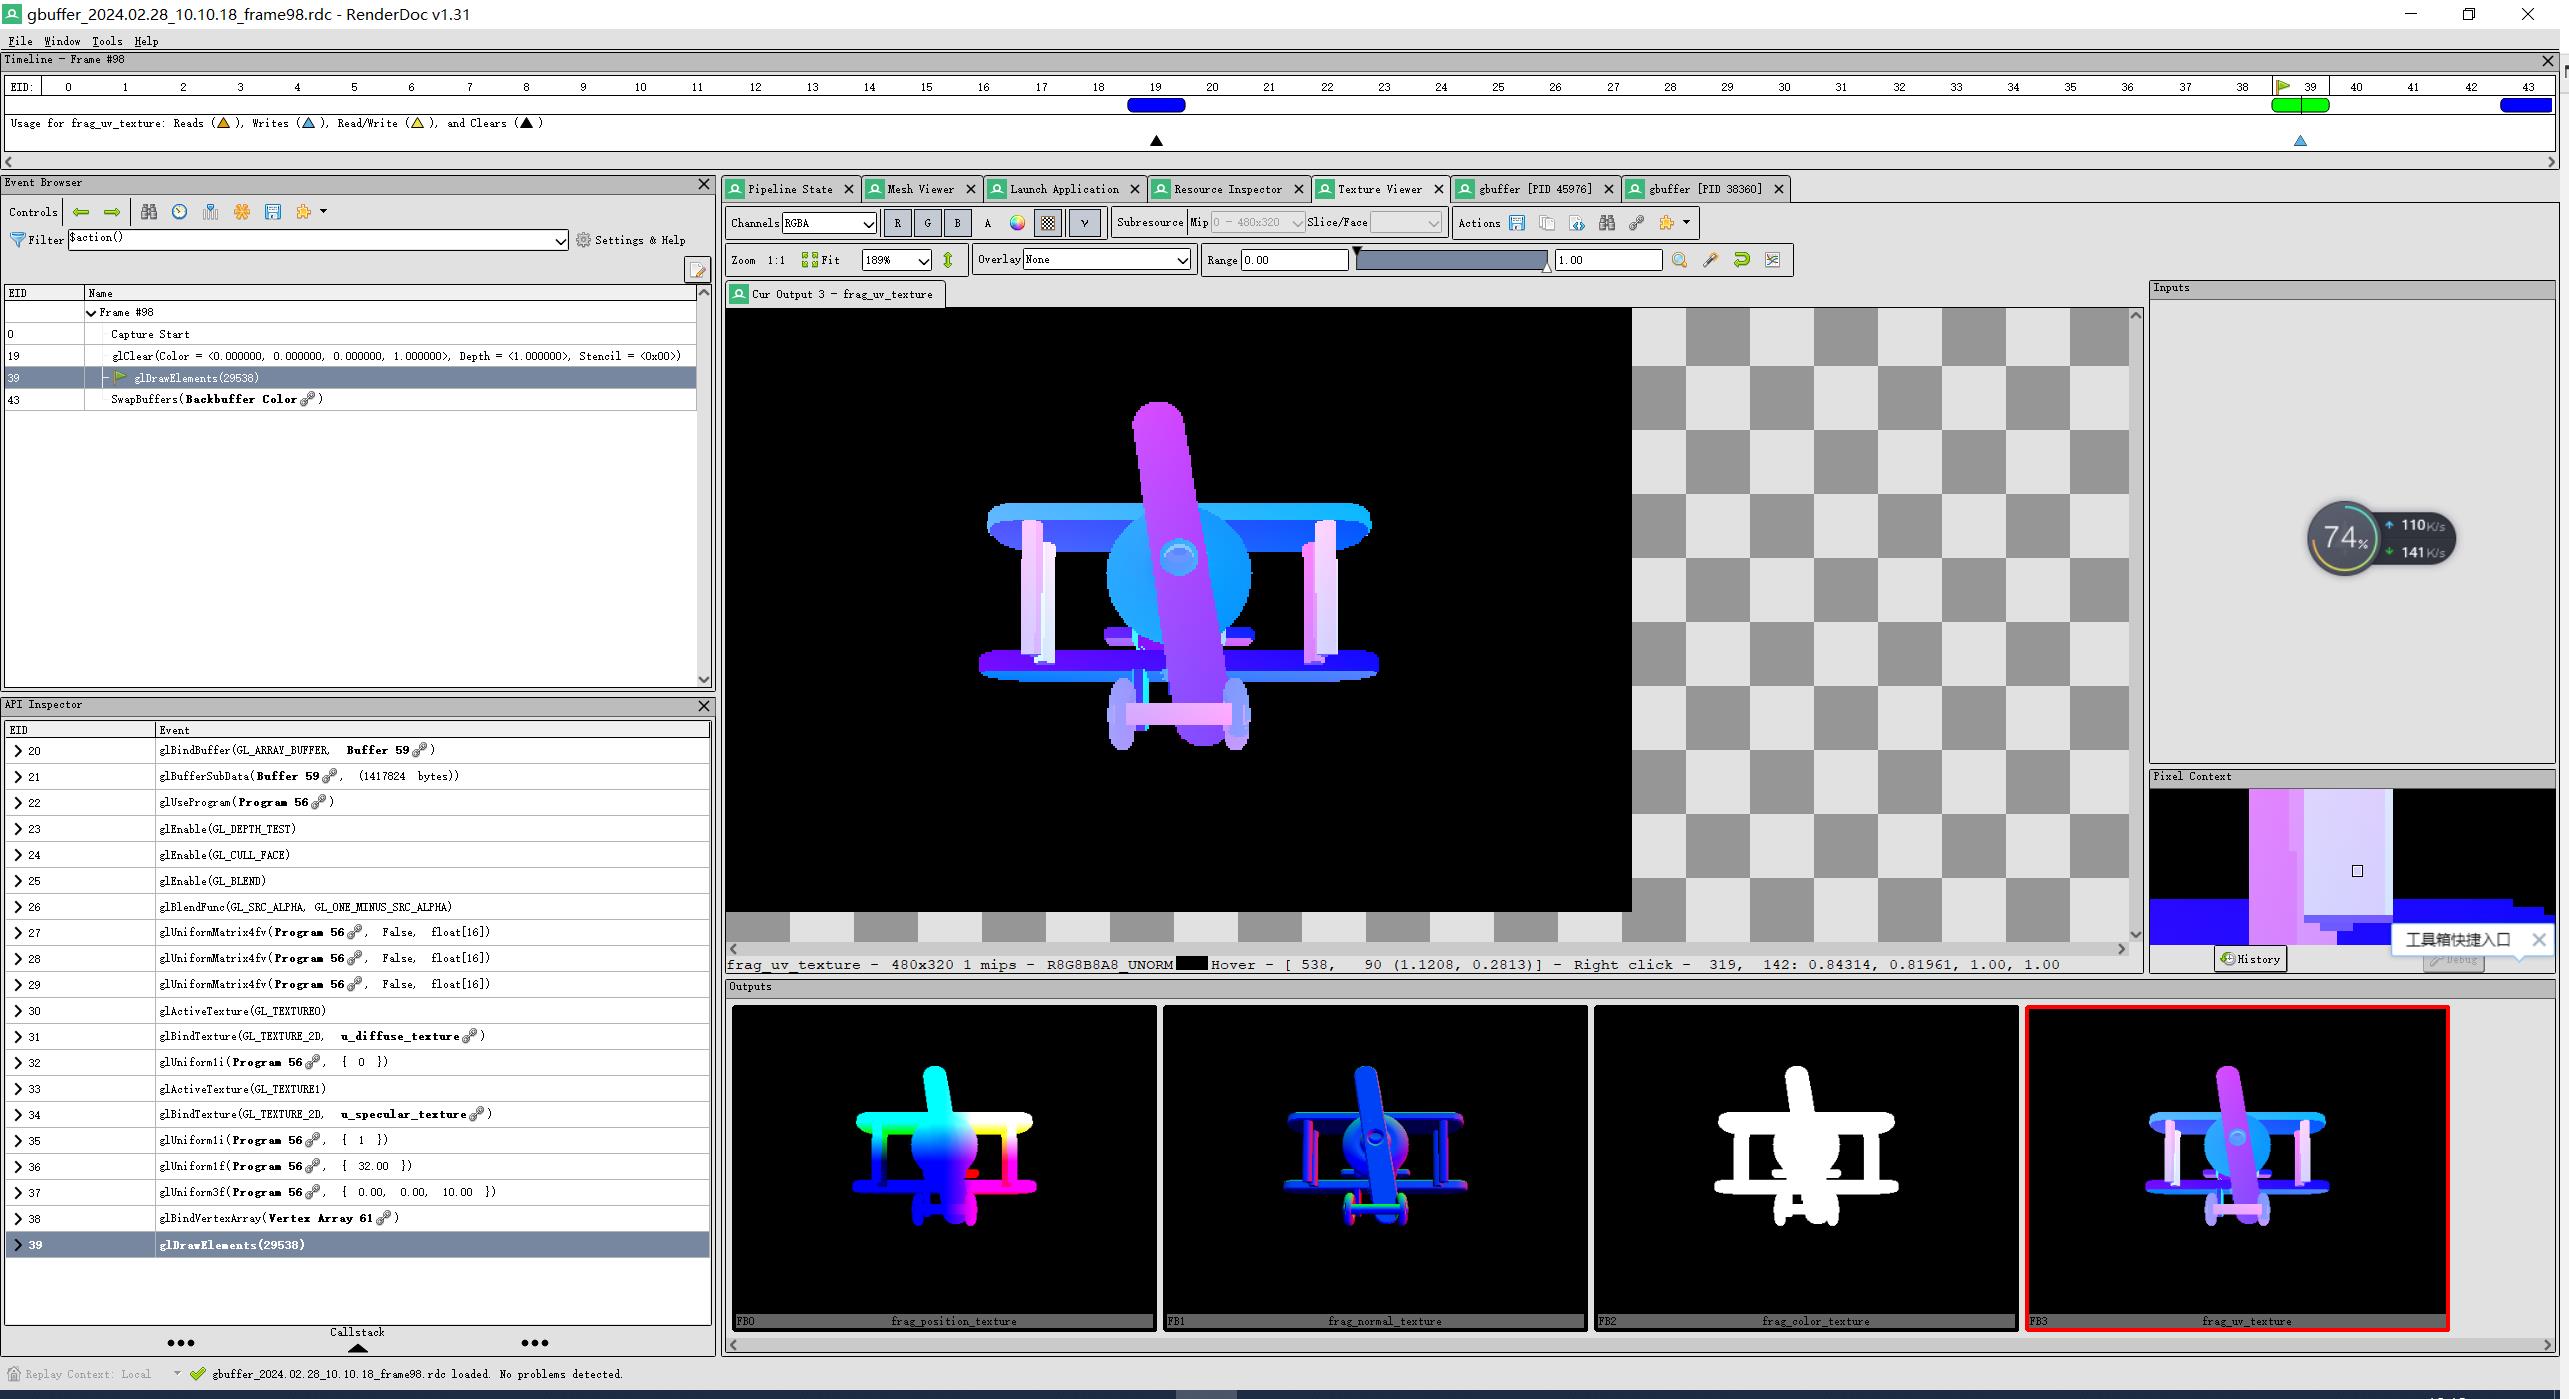 gbuffer_2024.02.28_10.10.18_frame98.rdc - RenderDoc v1.31
File Window Tools Help
Timeline - Frame #98
EID: 0 1 2 3 4 5 6 7 8 9 10 11 12 13 14 15 16 17 18 19 20 21 22 23 24 25 26 27 28 29 30 31 32 33 34 35 36 37 38 39 40 41 42 43
Usage for frag_uv_texture: Reads ( ), Writes ( ), Read/Write ( ), and Clears ( )
Event Browser
Controls
Filter $action() Settings & Help
EID Name
Frame #98
0 Capture Start
19 glClear(Color = <0.000000, 0.000000, 0.000000, 1.000000>, Depth = <1.000000>, Stencil = <0x00>)
39 glDrawElements(29538)
43 SwapBuffers(Backbuffer Color )
API Inspector
EID Event
20 glBindBuffer(GL_ARRAY_BUFFER, Buffer 59 )
21 glBufferSubData(Buffer 59 , (1417824 bytes))
22 glUseProgram(Program 56 )
23 glEnable(GL_DEPTH_TEST)
24 glEnable(GL_CULL_FACE)
25 glEnable(GL_BLEND)
26 glBlendFunc(GL_SRC_ALPHA, GL_ONE_MINUS_SRC_ALPHA)
27 glUniformMatrix4fv(Program 56 , False, float[16])
28 glUniformMatrix4fv(Program 56 , False, float[16])
29 glUniformMatrix4fv(Program 56 , False, float[16])
30 glActiveTexture(GL_TEXTURE0)
31 glBindTexture(GL_TEXTURE_2D, u_diffuse_texture )
32 glUniform1i(Program 56 , { 0 })
33 glActiveTexture(GL_TEXTURE1)
34 glBindTexture(GL_TEXTURE_2D, u_specular_texture )
35 glUniform1i(Program 56 , { 1 })
36 glUniform1f(Program 56 , { 32.00 })
37 glUniform3f(Program 56 , { 0.00, 0.00, 10.00 })
38 glBindVertexArray(Vertex Array 61 )
39 glDrawElements(29538)
Callstack
Replay Context: Local gbuffer_2024.02.28_10.10.18_frame98.rdc loaded. No problems detected.
Pipeline State Mesh Viewer Launch Application Resource Inspector Texture Viewer gbuffer [PID 45976] gbuffer [PID 38360]
Channels RGBA R G B A γ Subresource Mip 0 - 480x320 Slice/Face Actions
Zoom 1:1 Fit 189% Overlay None Range 0.00 1.00
Cur Output 3 - frag_uv_texture
frag_uv_texture - 480x320 1 mips - R8G8B8A8_UNORM Hover - [ 538, 90 (1.1208, 0.2813)] - Right click - 319, 142: 0.84314, 0.81961, 1.00, 1.00
Outputs
FB0 frag_position_texture
FB1 frag_normal_texture
FB2 frag_color_texture
FB3 frag_uv_texture
Inputs
74%
110K/s
141K/s
Pixel Context
工具箱快捷入口
History Debug